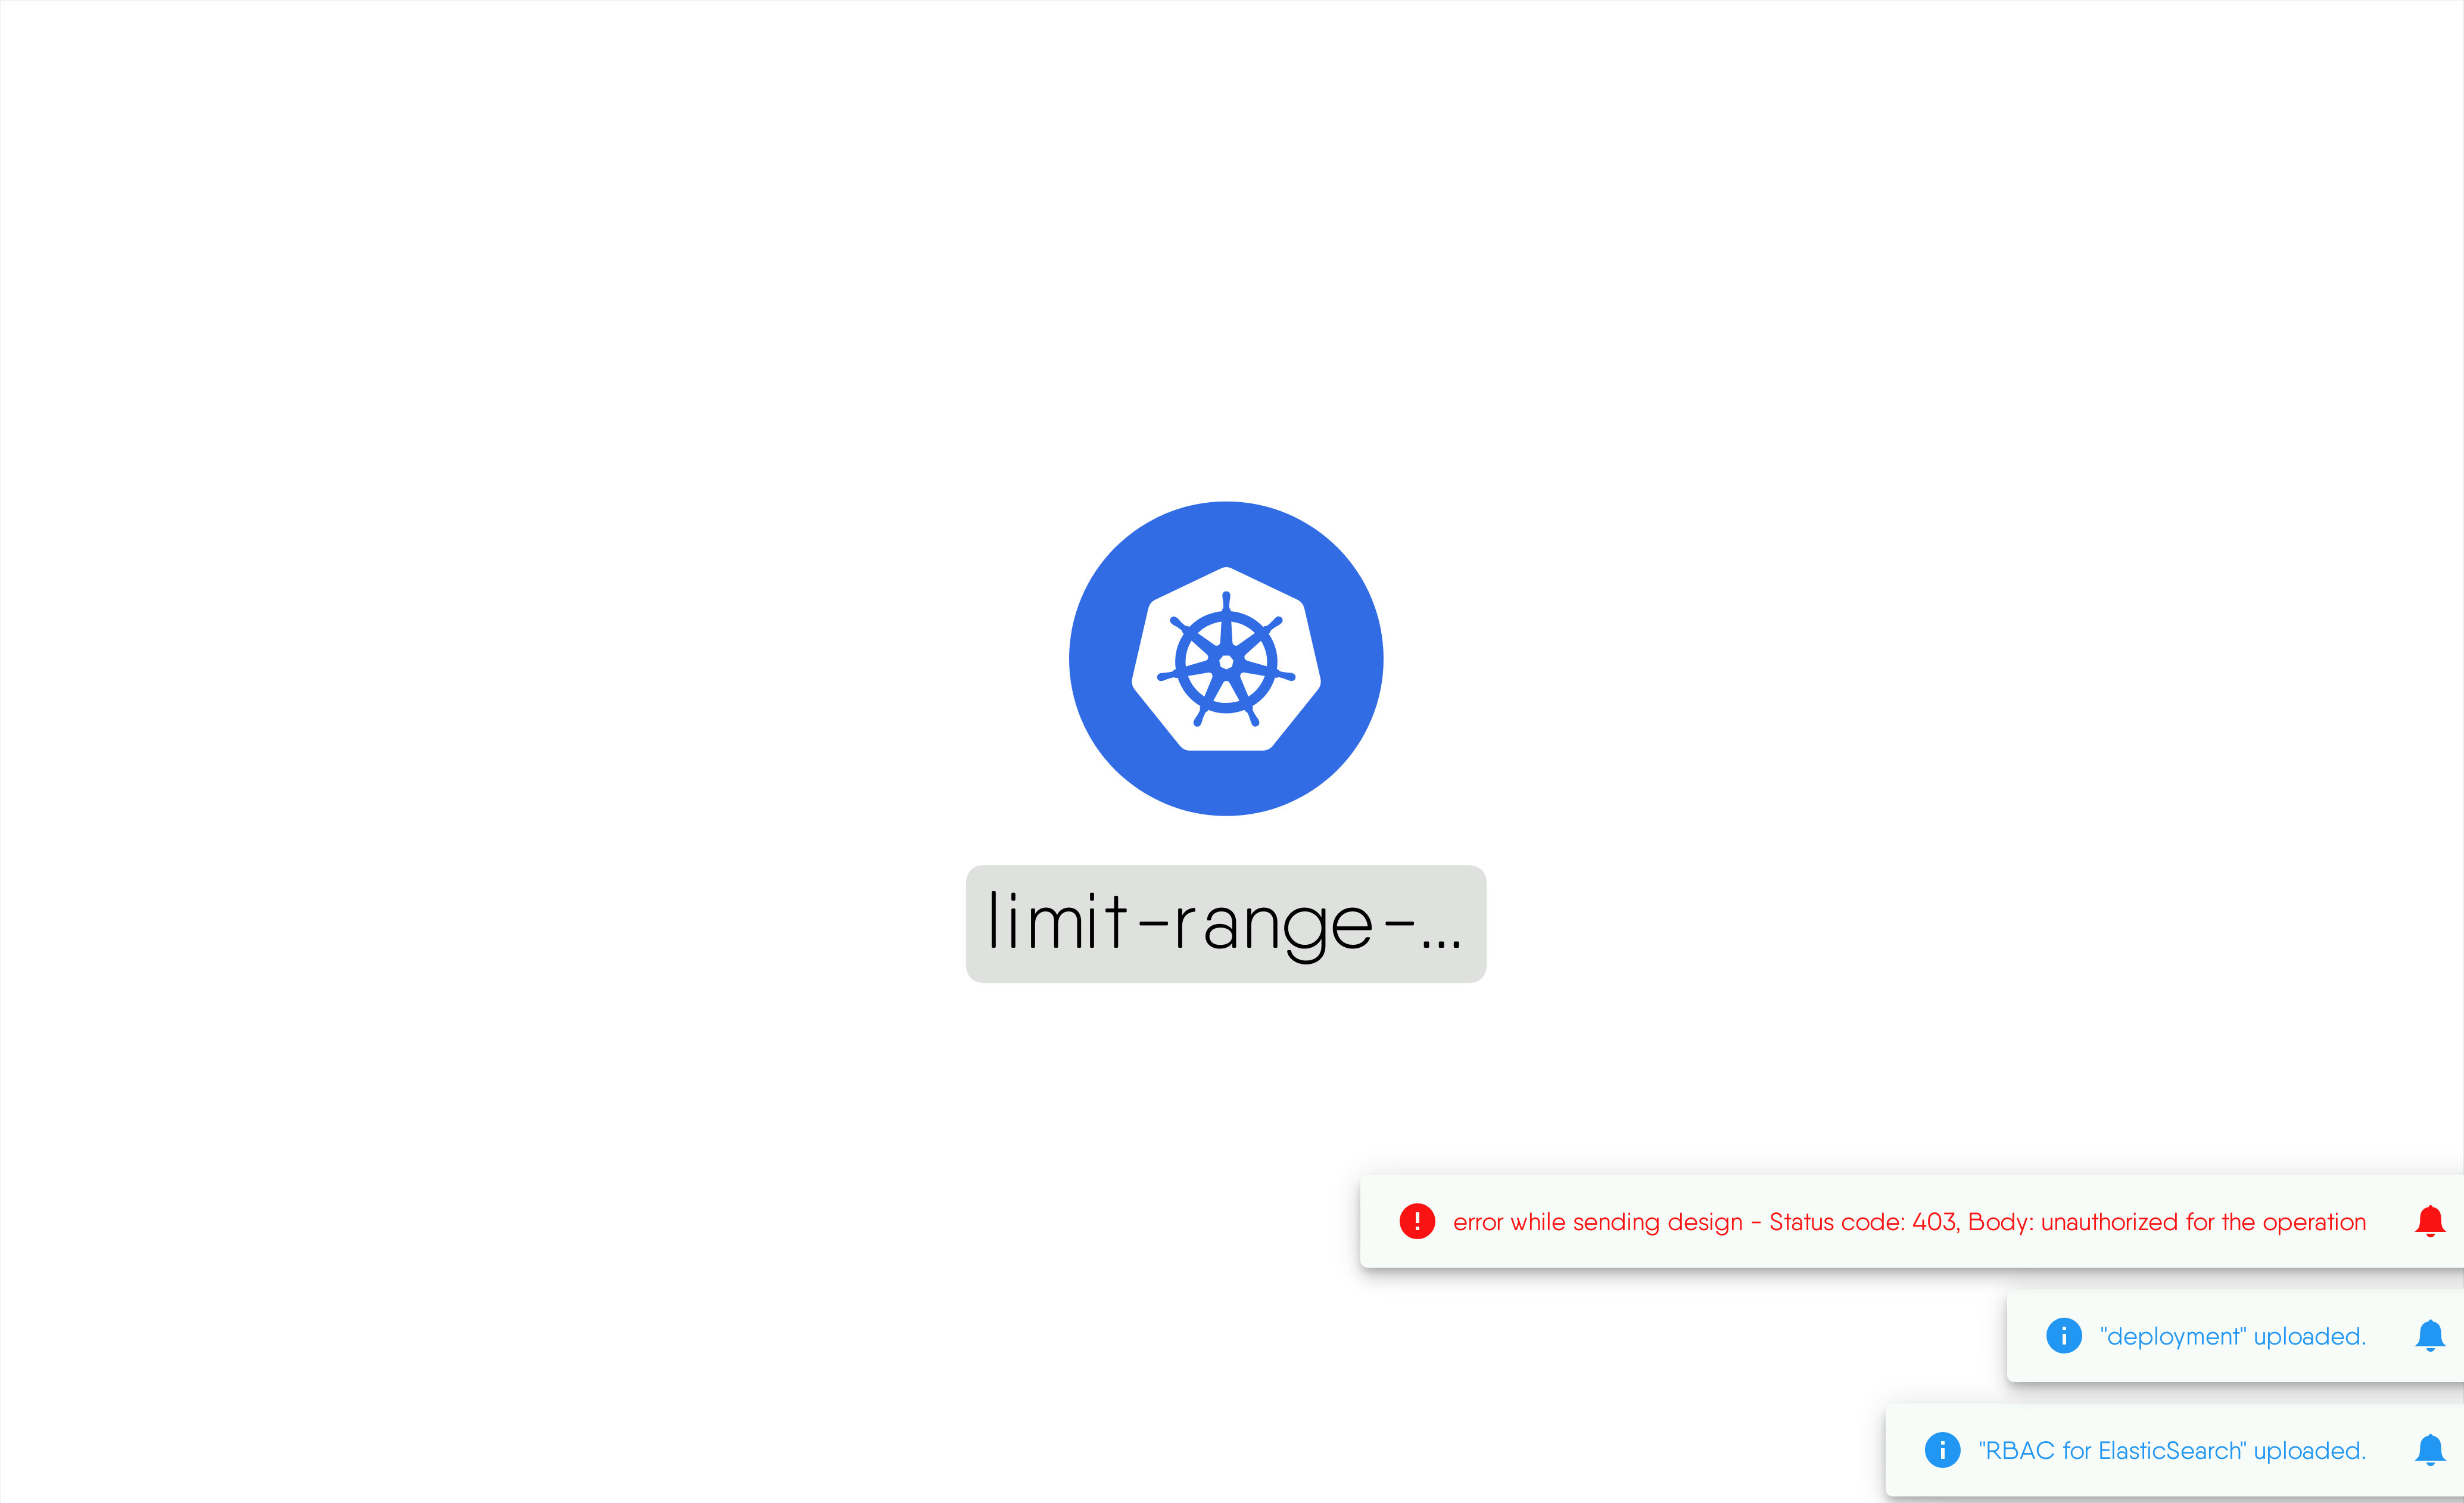 limit-range-...
error while sending design - Status code: 403, Body: unauthorized for the operation
"deployment" uploaded.
"RBAC for ElasticSearch" uploaded.